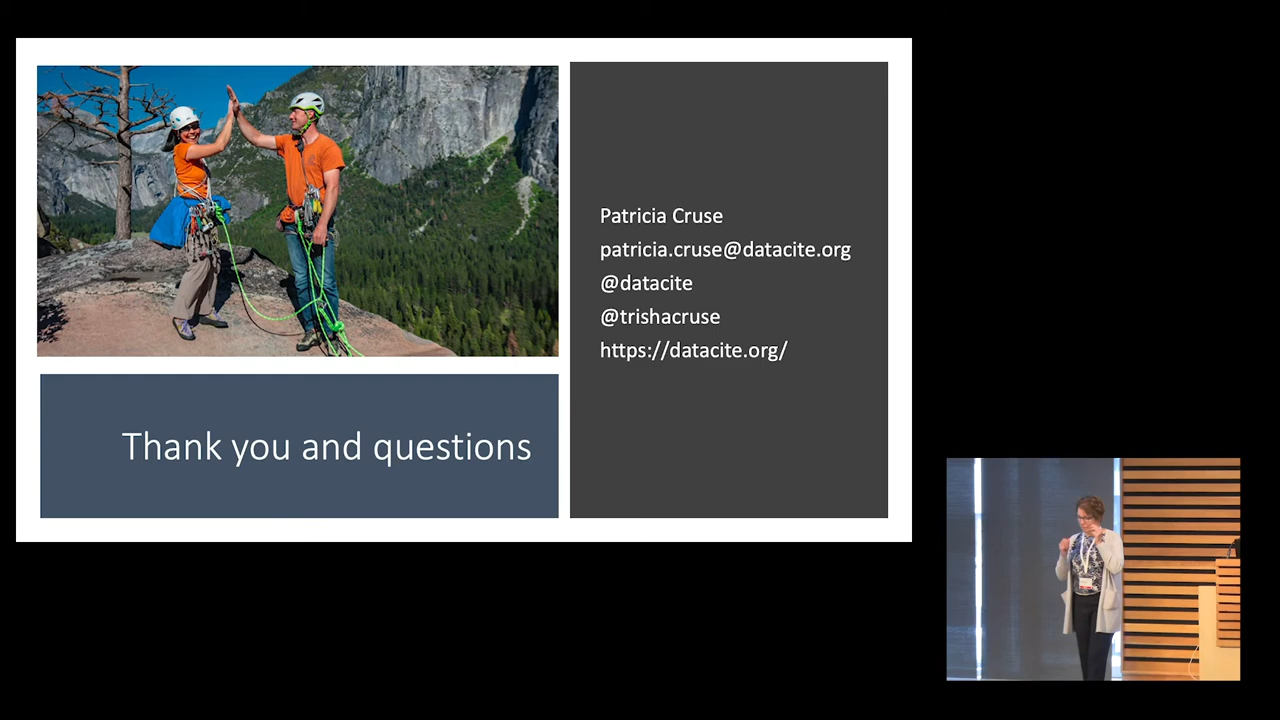 Patricia Cruse
patricia.cruse@datacite.org
@datacite
@trishacruse
https://datacite.org/
Thank you and questions